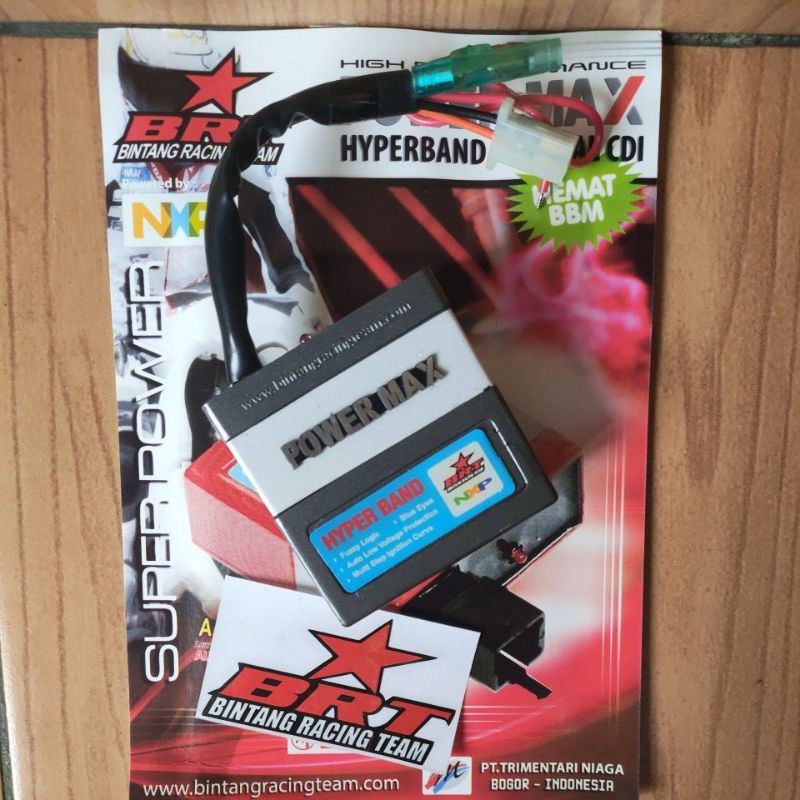 HIGH
MAX
HYPERBAND
CDI
BRT
BINTANG RACING TEAM
Powered by:
NXP
HEMAT
BBM
SUPER POWER
www.bintangracingteam.com
POWER MAX
HYPER BAND
› Fuzzy Logic › Blue Eyes
› Auto Low Voltage Protection
› Multi Step Ignition Curve
BRT
NXP
BRT
BINTANG RACING TEAM
www.bintangracingteam.com
PT.TRIMENTARI NIAGA
BOGOR - INDONESIA